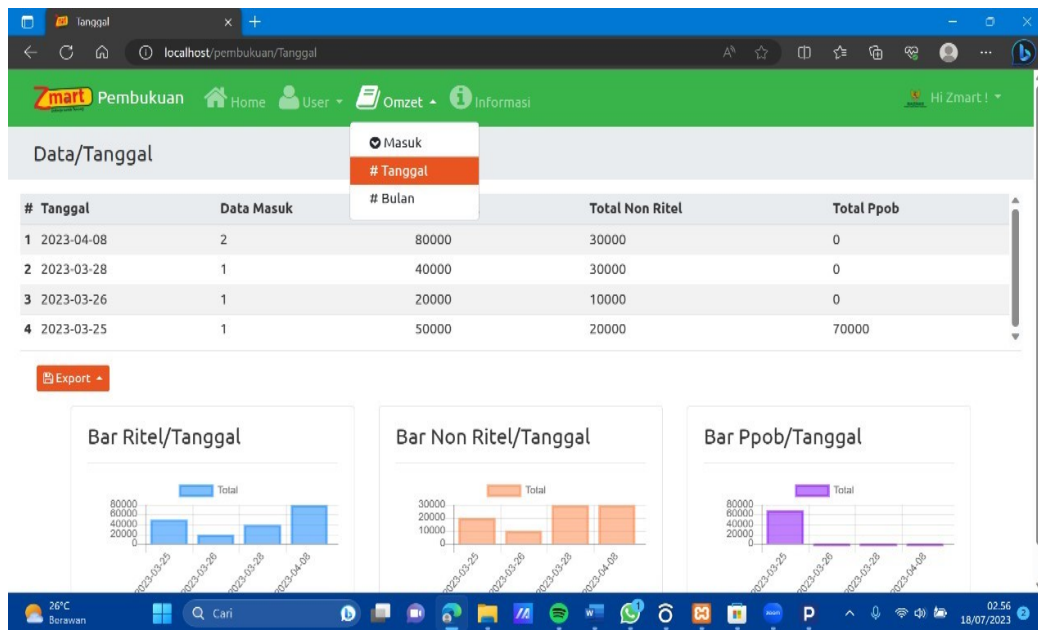 Tanggal
localhost/pembukuan/Tanggal
Zmart Pembukuan Home User Omzet Informasi Hi Zmart !
Masuk
# Tanggal
# Bulan
Data/Tanggal
# Tanggal Data Masuk Total Non Ritel Total Ppob
1 2023-04-08 2 80000 30000 0
2 2023-03-28 1 40000 30000 0
3 2023-03-26 1 20000 10000 0
4 2023-03-25 1 50000 20000 70000
Export
Bar Ritel/Tanggal
Total
80000
60000
40000
20000
0
2023-03-25
2023-03-26
2023-03-28
2023-04-08
Bar Non Ritel/Tanggal
Total
30000
20000
10000
0
2023-03-25
2023-03-26
2023-03-28
2023-04-08
Bar Ppob/Tanggal
Total
80000
60000
40000
20000
0
2023-03-25
2023-03-26
2023-03-28
2023-04-08
26°C
Berawan
Cari
02.56
18/07/2023
2